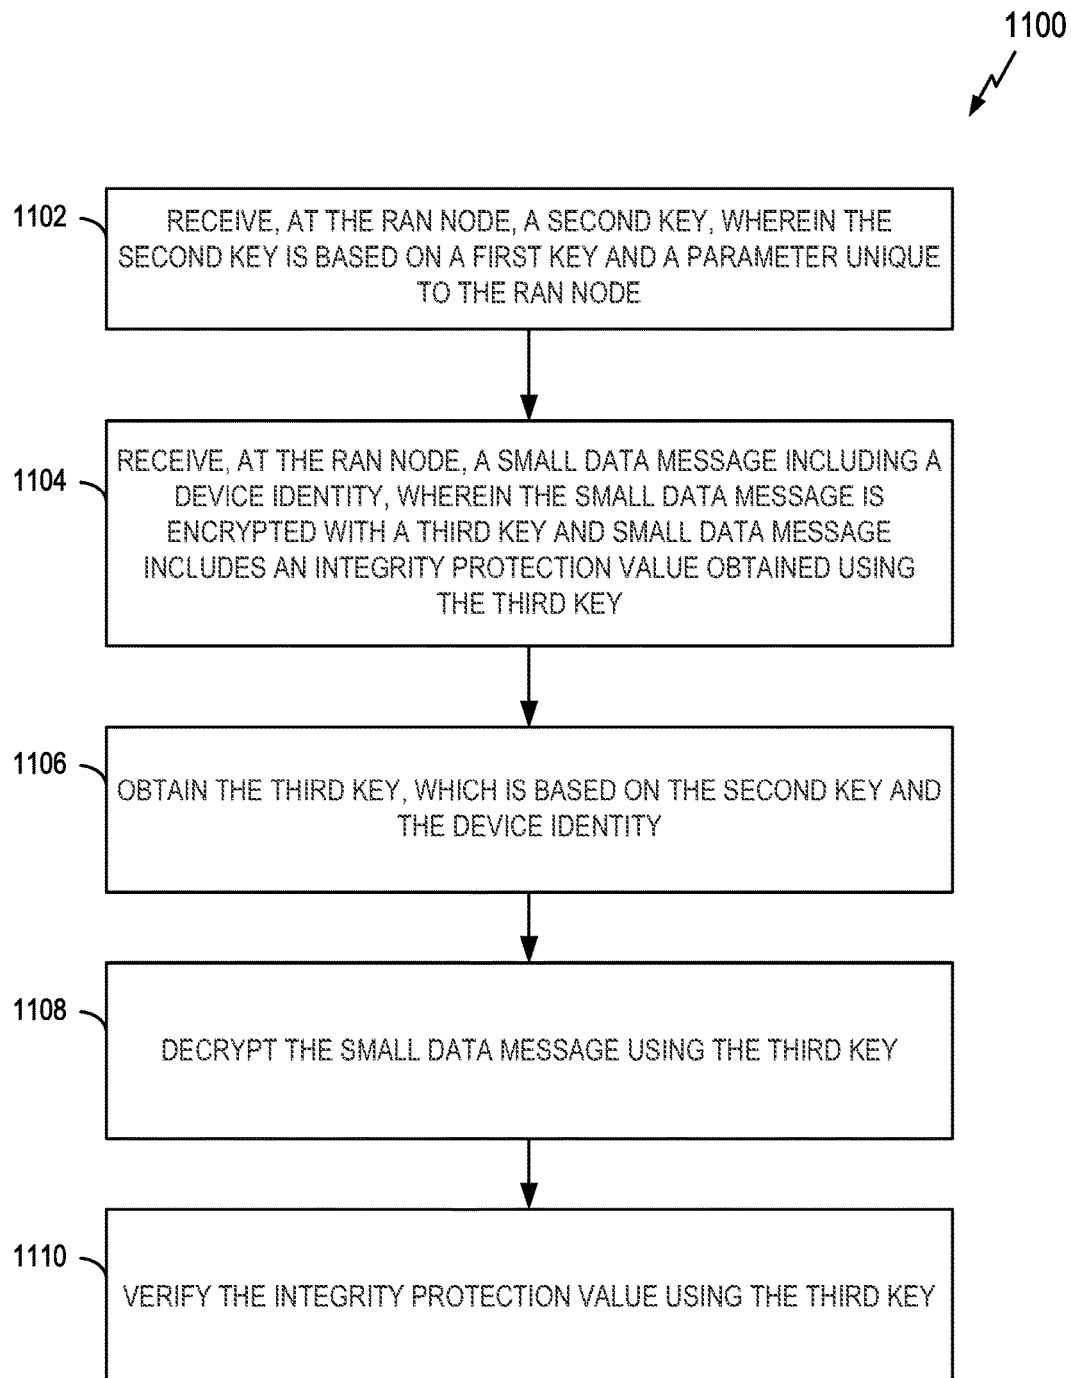 1100
1102
RECEIVE, AT THE RAN NODE, A SECOND KEY, WHEREIN THE
SECOND KEY IS BASED ON A FIRST KEY AND A PARAMETER UNIQUE
TO THE RAN NODE
1104
RECEIVE, AT THE RAN NODE, A SMALL DATA MESSAGE INCLUDING A
DEVICE IDENTITY, WHEREIN THE SMALL DATA MESSAGE IS
ENCRYPTED WITH A THIRD KEY AND SMALL DATA MESSAGE
INCLUDES AN INTEGRITY PROTECTION VALUE OBTAINED USING
THE THIRD KEY
1106
OBTAIN THE THIRD KEY, WHICH IS BASED ON THE SECOND KEY AND
THE DEVICE IDENTITY
1108
DECRYPT THE SMALL DATA MESSAGE USING THE THIRD KEY
1110
VERIFY THE INTEGRITY PROTECTION VALUE USING THE THIRD KEY